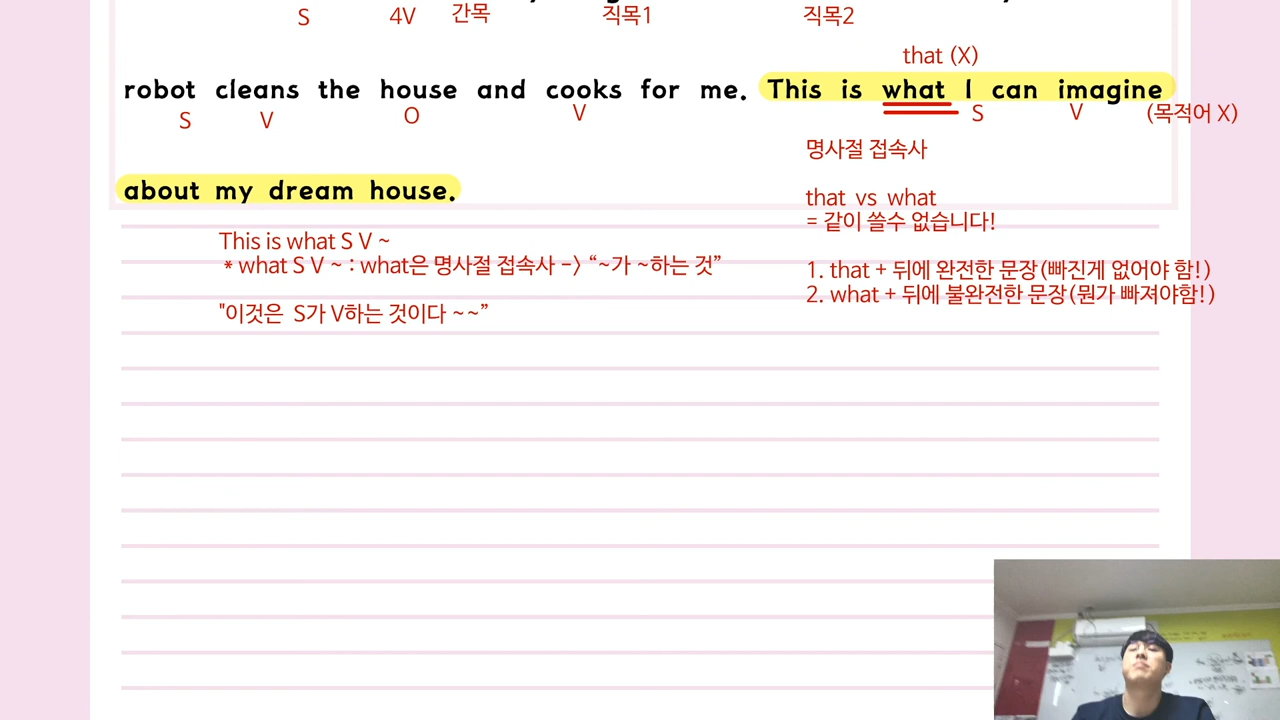 S 4V 간목 직목1 직목2
that (X)
robot cleans the house and cooks for me. This is what I can imagine
S V O V S V (목적어 X)
명사절 접속사
about my dream house.
that vs what
= 같이 쓸수 없습니다!
This is what S V ~
* what S V ~ : what은 명사절 접속사 -> “~가 ~하는 것”
1. that + 뒤에 완전한 문장(빠진게 없어야 함!)
2. what + 뒤에 불완전한 문장(뭔가 빠져야함!)
"이것은 S가 V하는 것이다 ~~”